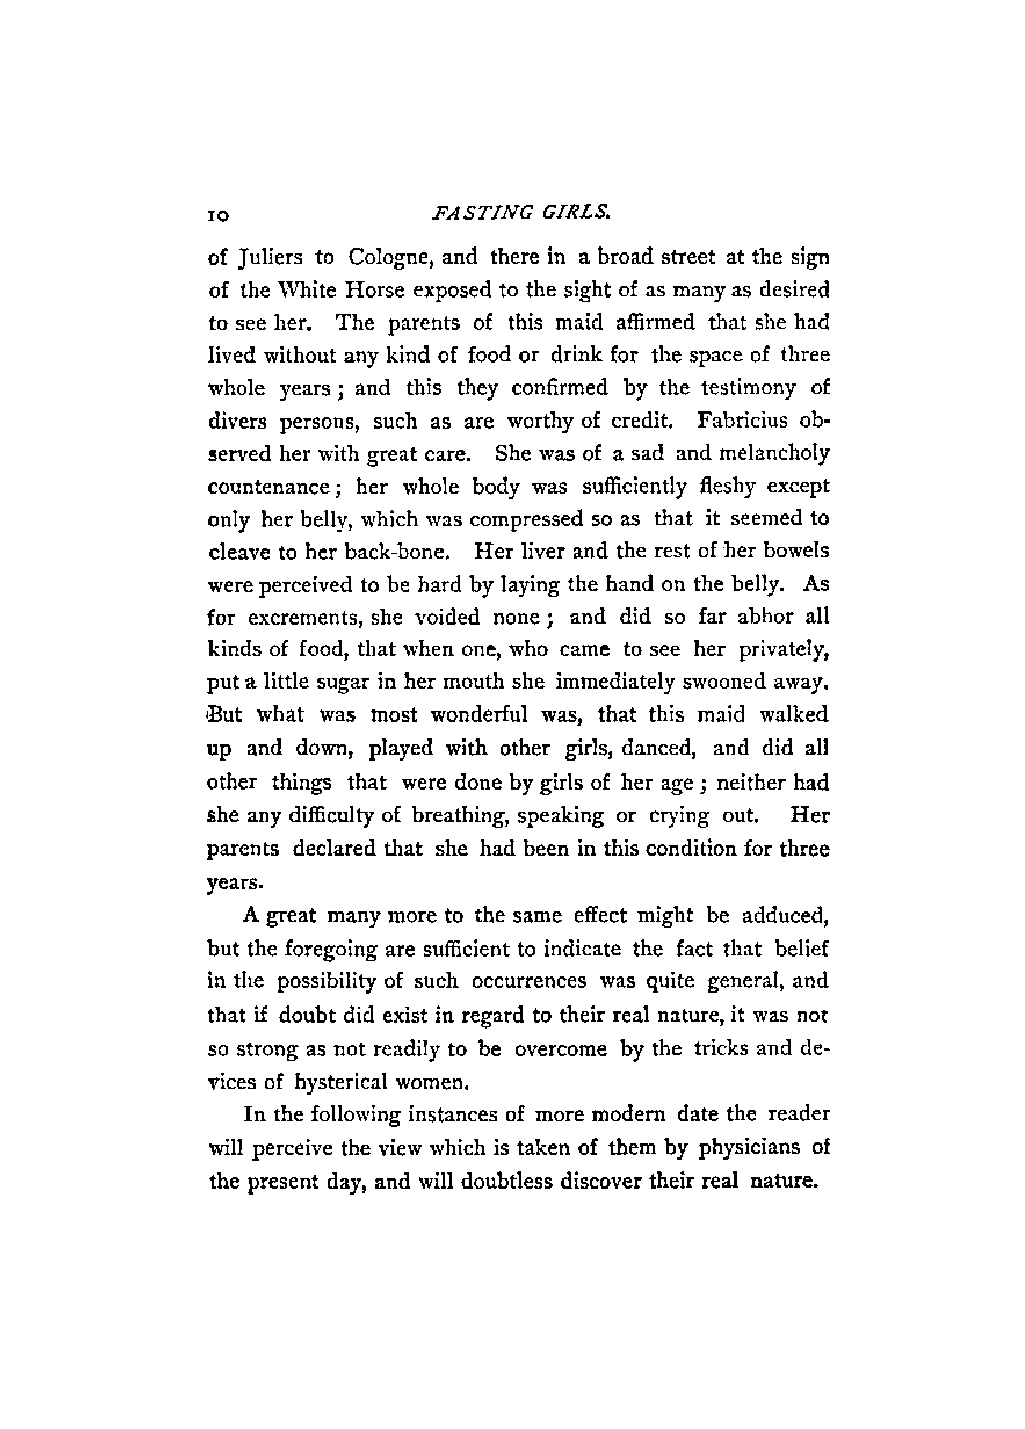 10 FASTING GIRLS.
of Juliers to Cologne, and there in a broad street at the sign
of the White Horse exposed to the sight of as many as desired
to see her. The parents of this maid affirmed that she had
lived without any kind of food or drink for the space of three
whole years; and this they confirmed by the testimony of
divers persons, such as are worthy of credit. Fabricius ob-
served her with great care. She was of a sad and melancholy
countenance; her whole body was sufficiently fleshy except
only her belly, which was compressed so as that it seemed to
cleave to her back-bone. Her liver and the rest of her bowels
were perceived to be hard by laying the hand on the belly. As
for excrements, she voided none; and did so far abhor all
kinds of food, that when one, who came to see her privately,
put a little sugar in her mouth she immediately swooned away.
But what was most wonderful was, that this maid walked
up and down, played with other girls, danced, and did all
other things that were done by girls of her age; neither had
she any difficulty of breathing, speaking or crying out. Her
parents declared that she had been in this condition for three
years.
A great many more to the same effect might be adduced,
but the foregoing are sufficient to indicate the fact that belief
in the possibility of such occurrences was quite general, and
that if doubt did exist in regard to their real nature, it was not
so strong as not readily to be overcome by the tricks and de-
vices of hysterical women.
In the following instances of more modern date the reader
will perceive the view which is taken of them by physicians of
the present day, and will doubtless discover their real nature.